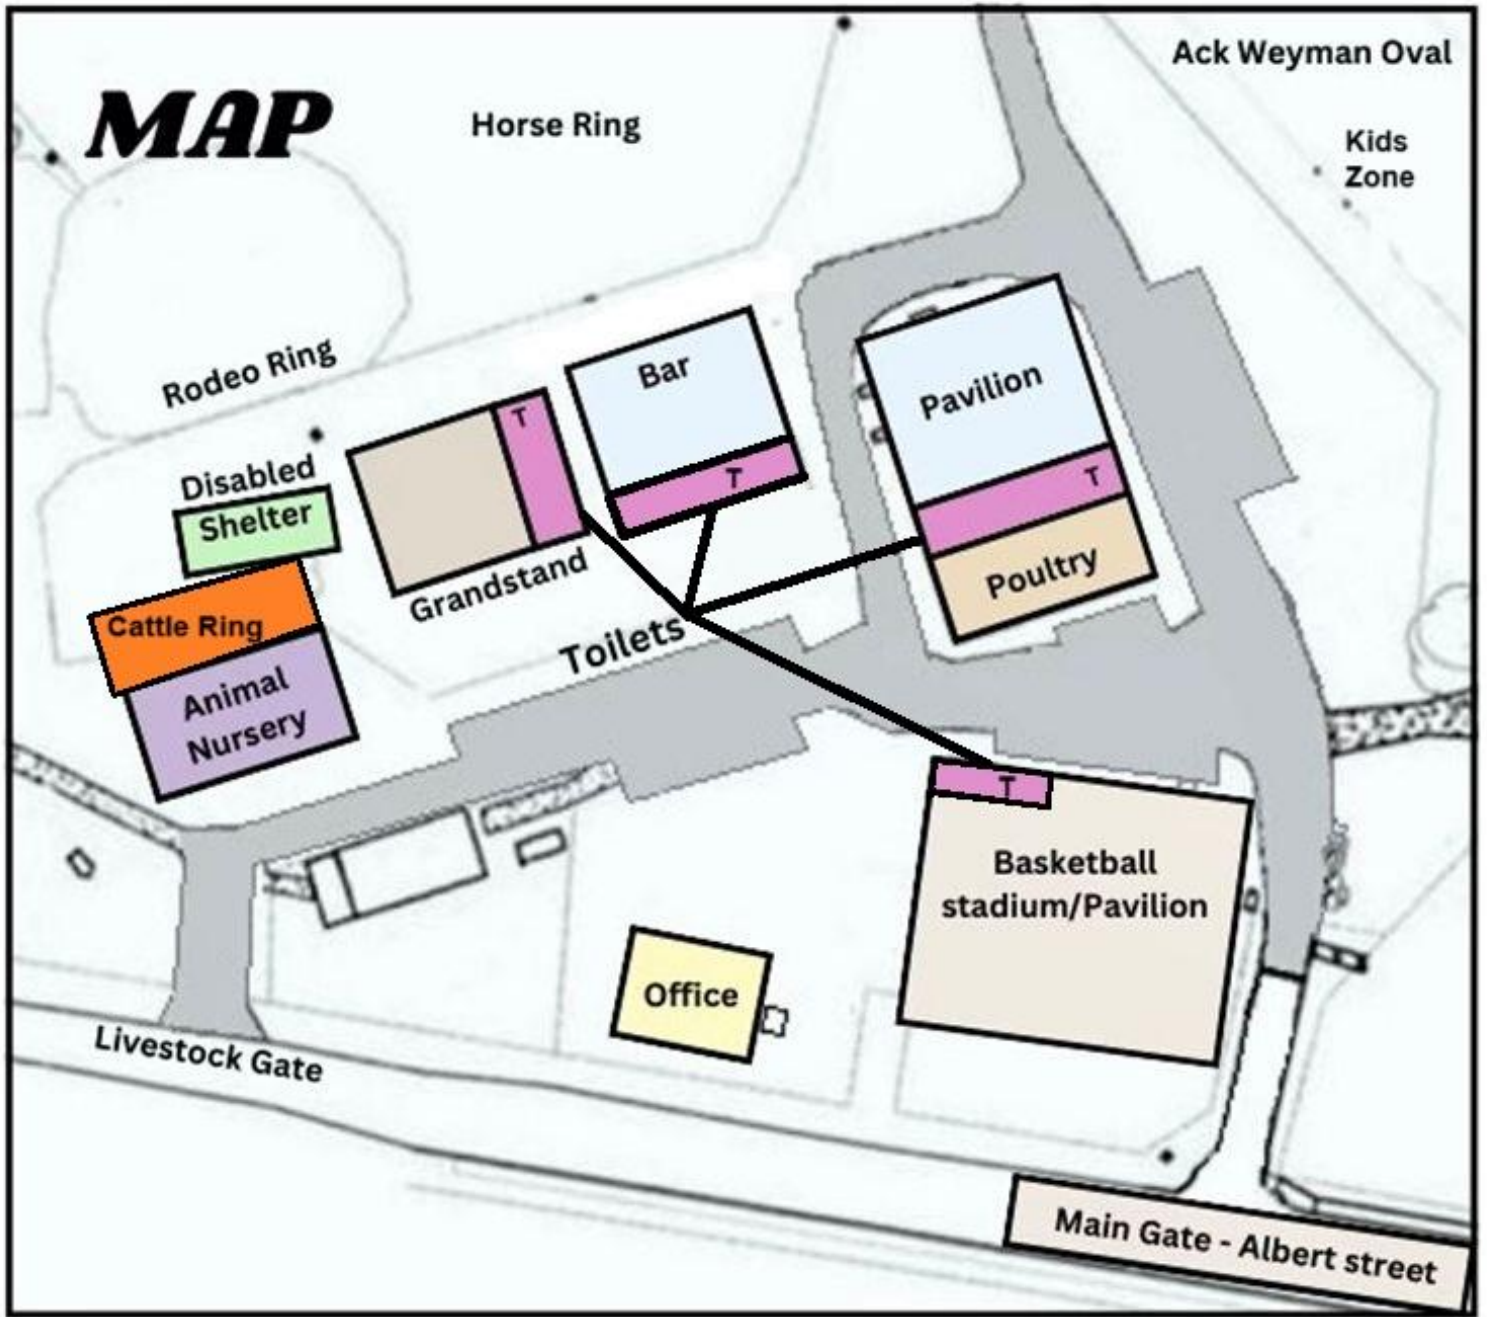 Ack Weyman Oval
MAP
Horse Ring
Kids
Zone
Rodeo Ring
Bar
Pavilion
T
Disabled
Shelter
T
T
Grandstand
Poultry
Cattle Ring
Toilets
Animal
Nursery
T
Basketball
stadium/Pavilion
Office
Livestock Gate
Main Gate - Albert street